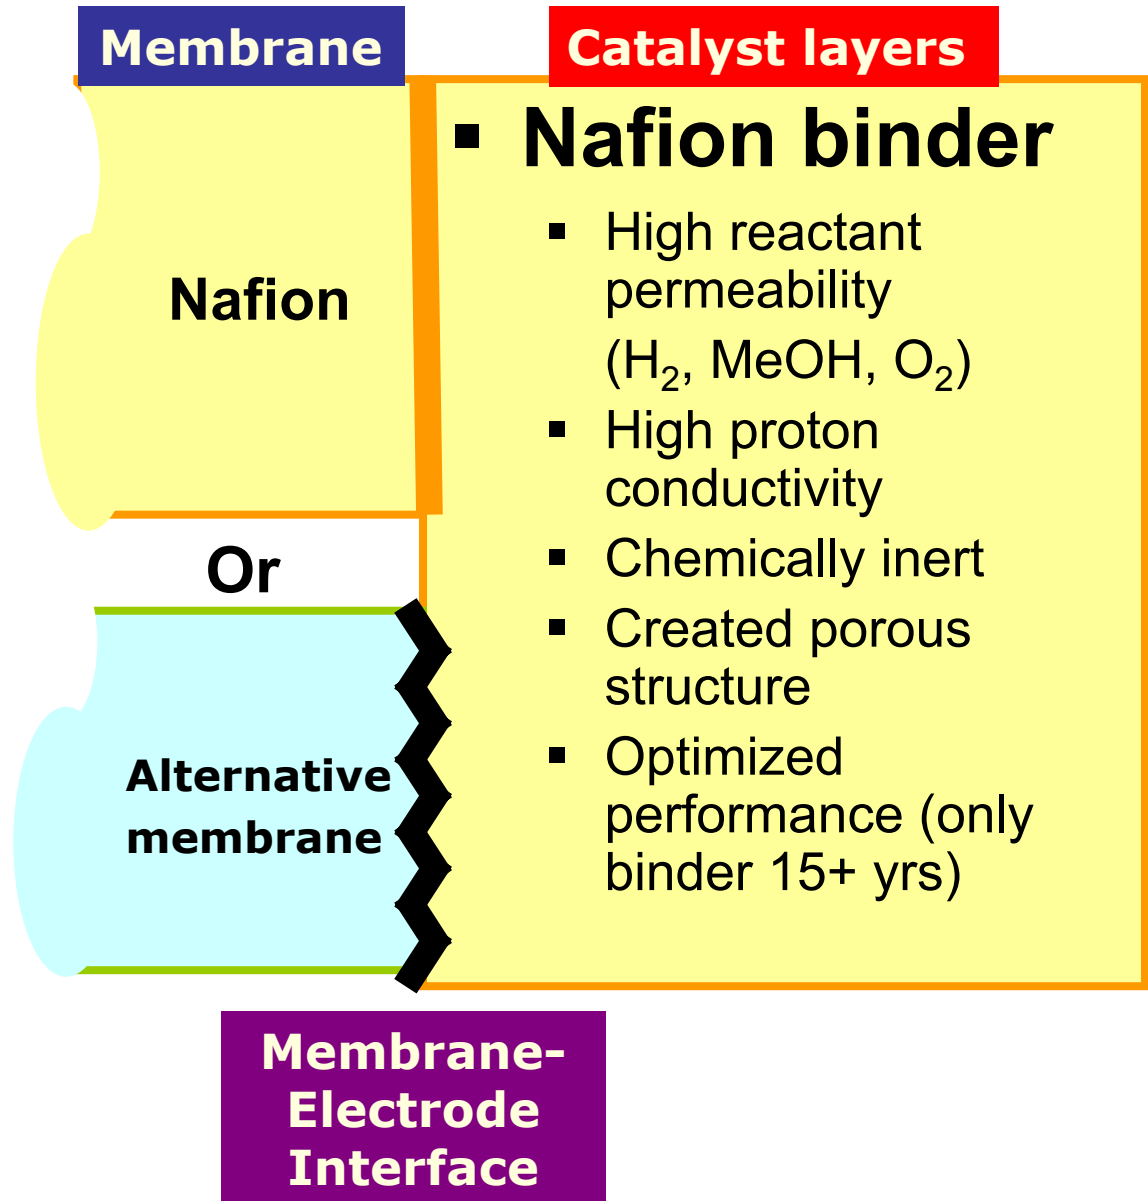 Membrane
Catalyst layers
▪ Nafion binder
▪ High reactant
permeability
(H₂, MeOH, O₂)
▪ High proton
conductivity
▪ Chemically inert
▪ Created porous
structure
▪ Optimized
performance (only
binder 15+ yrs)
Nafion
Or
Alternative
membrane
Membrane-
Electrode
Interface